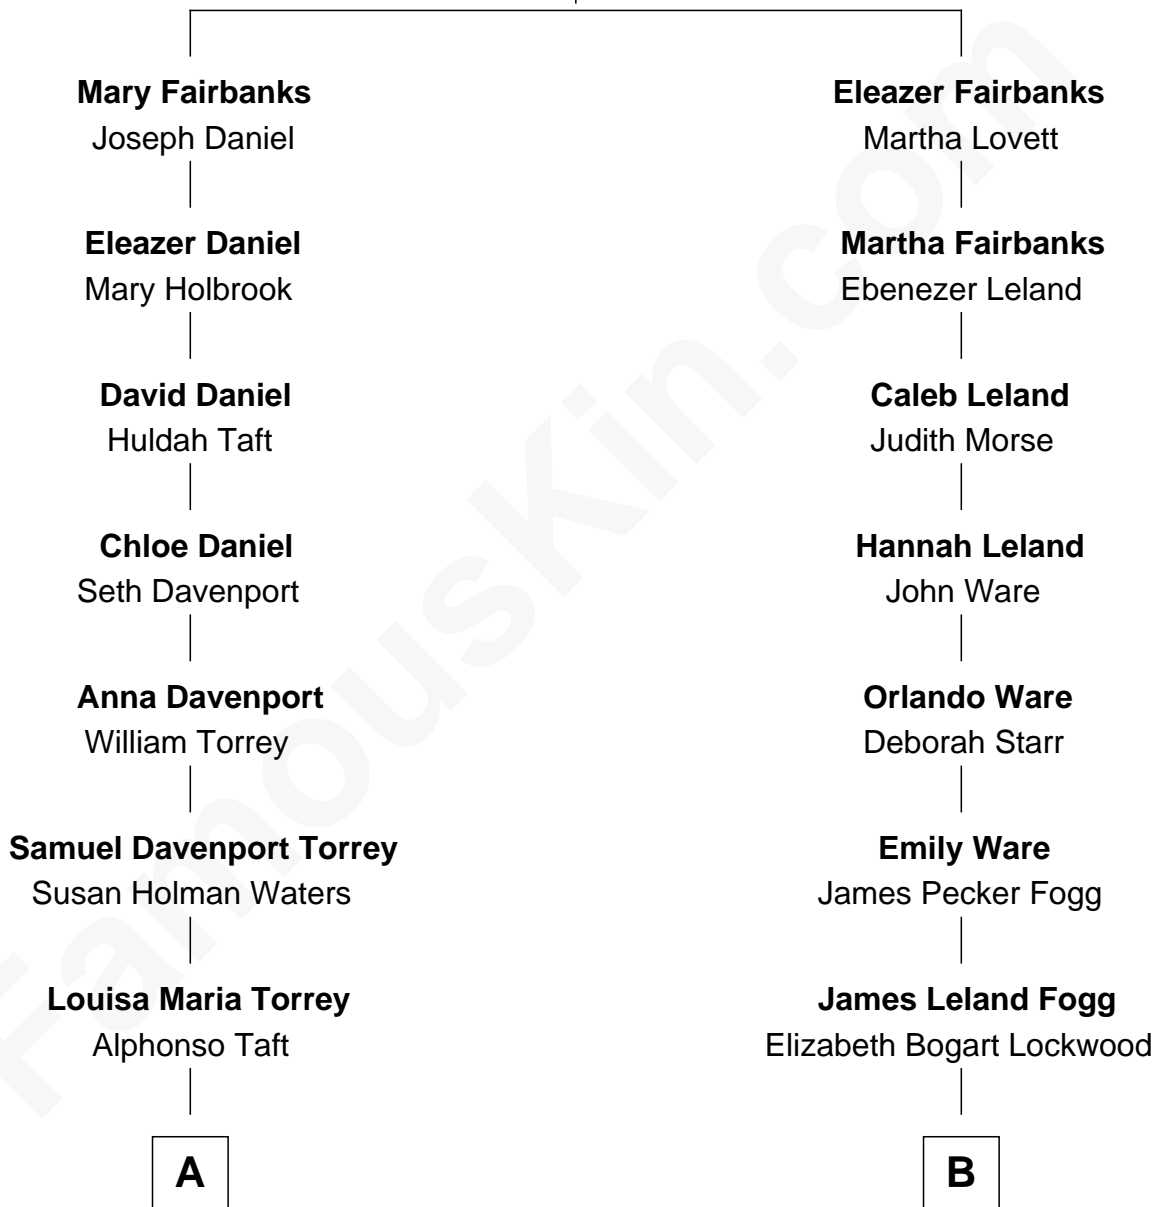 Mary Fairbanks
Joseph Daniel
Eleazer Fairbanks
Martha Lovett
Eleazer Daniel
Mary Holbrook
Martha Fairbanks
Ebenezer Leland
David Daniel
Huldah Taft
Caleb Leland
Judith Morse
Chloe Daniel
Seth Davenport
Hannah Leland
John Ware
Anna Davenport
William Torrey
Orlando Ware
Deborah Starr
Samuel Davenport Torrey
Susan Holman Waters
Emily Ware
James Pecker Fogg
Louisa Maria Torrey
Alphonso Taft
James Leland Fogg
Elizabeth Bogart Lockwood
A
B
FamousKin.com